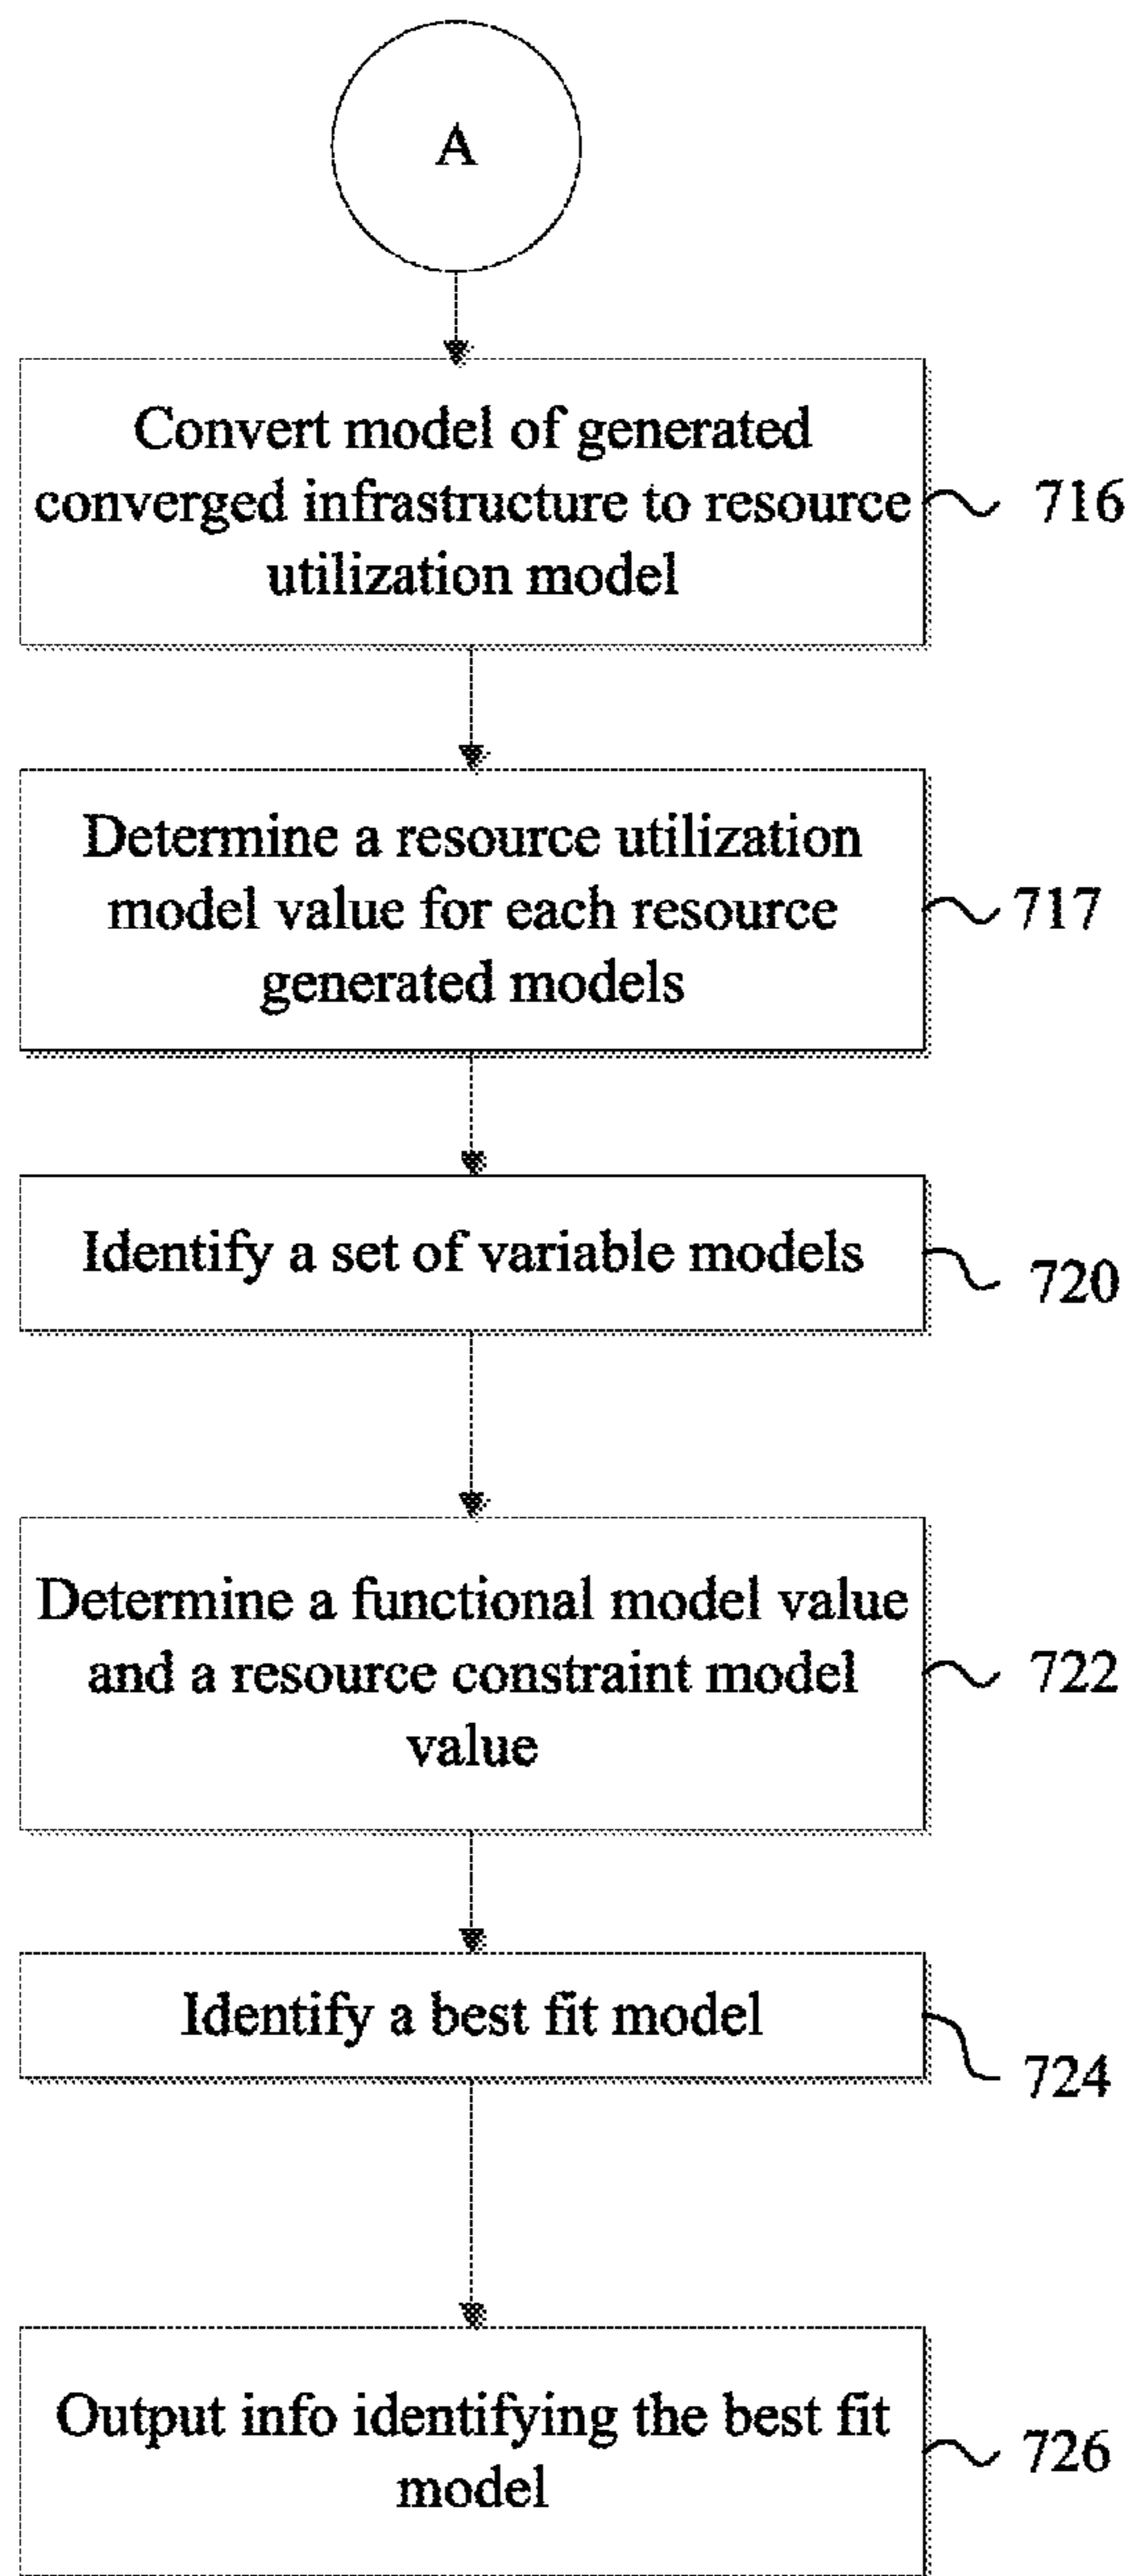 A
Convert model of generated
converged infrastructure to resource
utilization model
716
Determine a resource utilization
model value for each resource
generated models
717
Identify a set of variable models
720
Determine a functional model value
and a resource constraint model
value
722
Identify a best fit model
724
Output info identifying the best fit
model
726